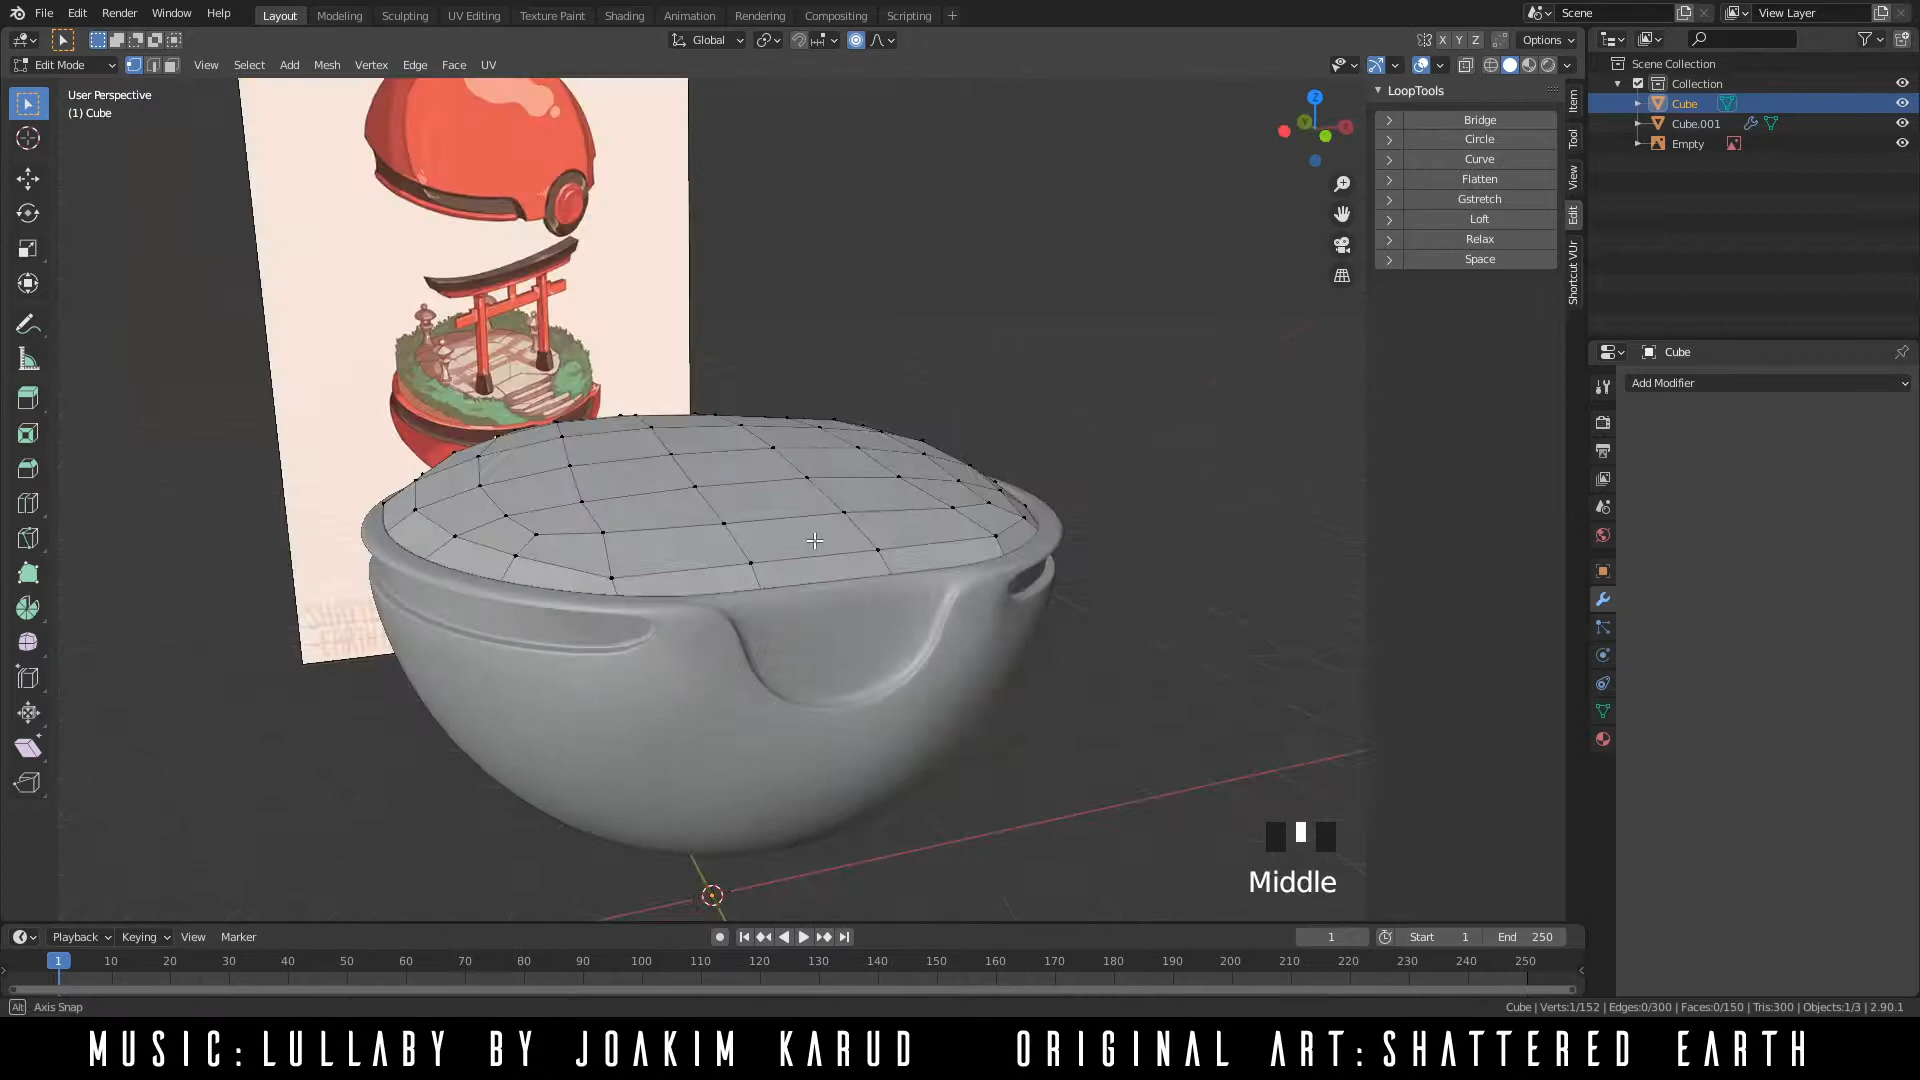 File Edit Render Window Help Layout Modeling Sculpting UV Editing Texture Paint Shading Animation Rendering Compositing Scripting + Scene View Layer
Global X Y Z Options
Edit Mode View Select Add Mesh Vertex Edge Face UV
User Perspective
(1) Cube
LoopTools
Bridge
Circle
Curve
Flatten
Gstretch
Loft
Relax
Space
Item
Tool
View
Edit
Shortcut VUr
Scene Collection
Collection
Cube
Cube.001
Empty
Cube
Add Modifier
Middle
Playback Keying View Marker 1 Start 1 End 250
1 10 20 30 40 50 60 70 80 90 100 110 120 130 140 150 160 170 180 190 200 210 220 230 240 250
Alt Axis Snap Cube | Verts:1/152 | Edges:0/300 | Faces:0/150 | Tris:300 | Objects:1/3 | 2.90.1
MUSIC:LULLABY BY JOAKIM KARUD ORIGINAL ART:SHATTERED EARTH